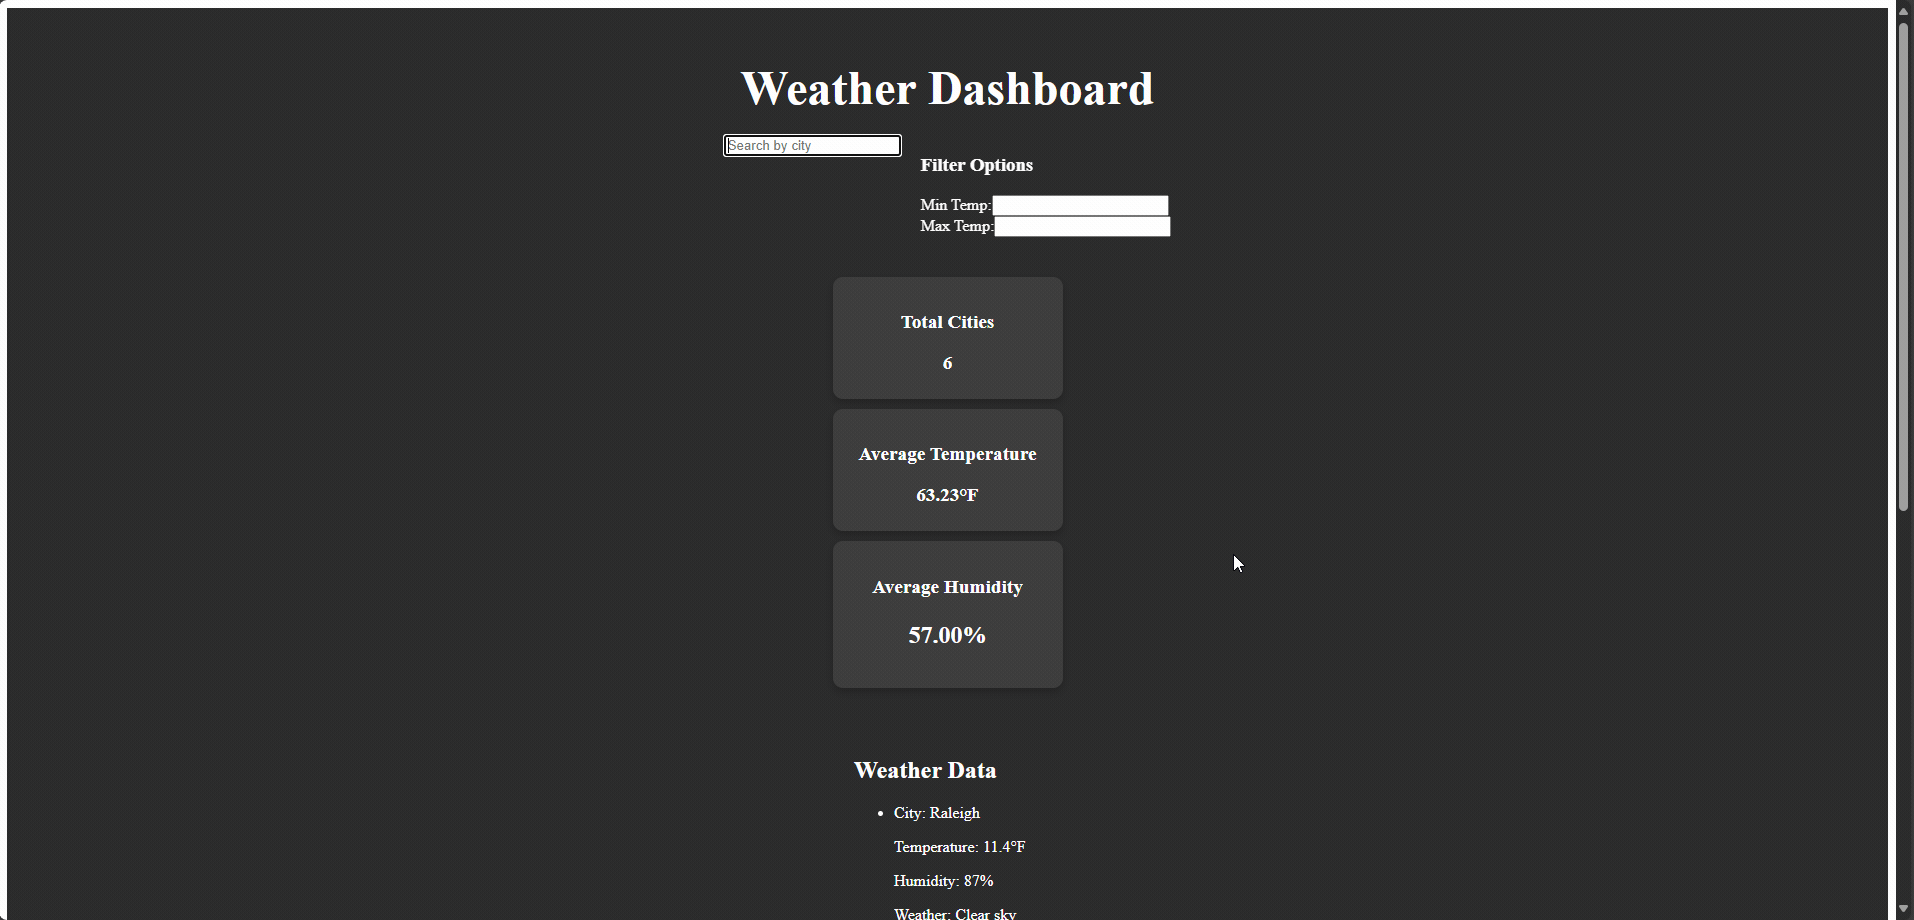 Weather Dashboard
Search by city
Filter Options
Min Temp:
Max Temp:
Total Cities
6
Average Temperature
63.23°F
Average Humidity
57.00%
Weather Data
City: Raleigh
Temperature: 11.4°F
Humidity: 87%
Weather: Clear sky